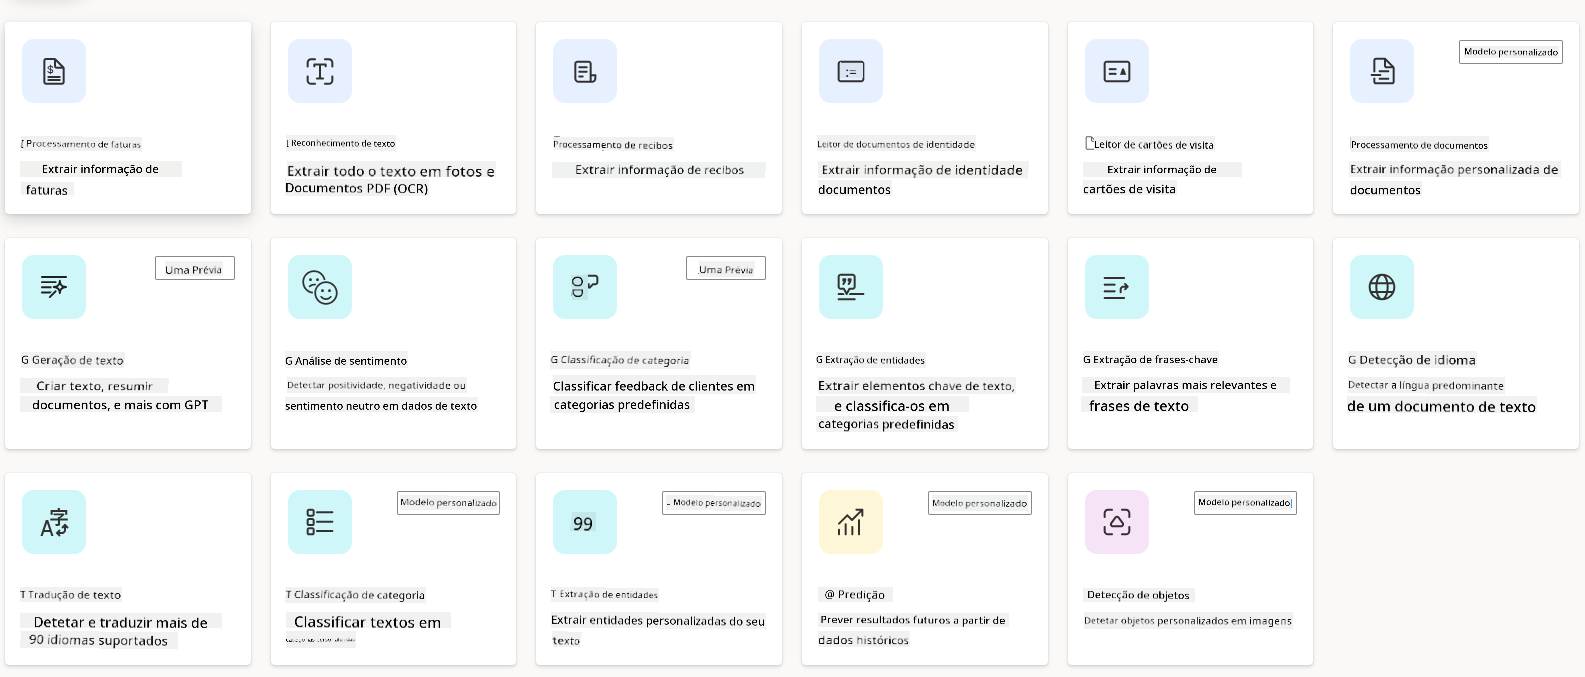 [ Processamento de faturas
Extrair informação de
faturas
[ Reconhecimento de texto
Extrair todo o texto em fotos e
Documentos PDF (OCR)
Processamento de recibos
Extrair informação de recibos
Leitor de documentos de identidade
Extrair informação de identidade
documentos
Leitor de cartões de visita
Extrair informação de
cartões de visita
Modelo personalizado
Processamento de documentos
Extrair informação personalizada de
documentos
Uma Prévia
G Geração de texto
Criar texto, resumir
documentos, e mais com GPT
G Análise de sentimento
Detectar positividade, negatividade ou
sentimento neutro em dados de texto
Uma Prévia
G Classificação de categoria
Classificar feedback de clientes em
categorias predefinidas
G Extração de entidades
Extrair elementos chave de texto,
e classifica-os em
categorias predefinidas
G Extração de frases-chave
Extrair palavras mais relevantes e
frases de texto
G Detecção de idioma
Detectar a língua predominante
de um documento de texto
T Tradução de texto
Detetar e traduzir mais de
90 idiomas suportados
Modelo personalizado
T Classificação de categoria
Classificar textos em
Modelo personalizado
99
T Extração de entidades
Extrair entidades personalizadas do seu
texto
Modelo personalizado
@ Predição
Prever resultados futuros a partir de
dados históricos
Modelo personalizado
Detecção de objetos
Detetar objetos personalizados em imagens